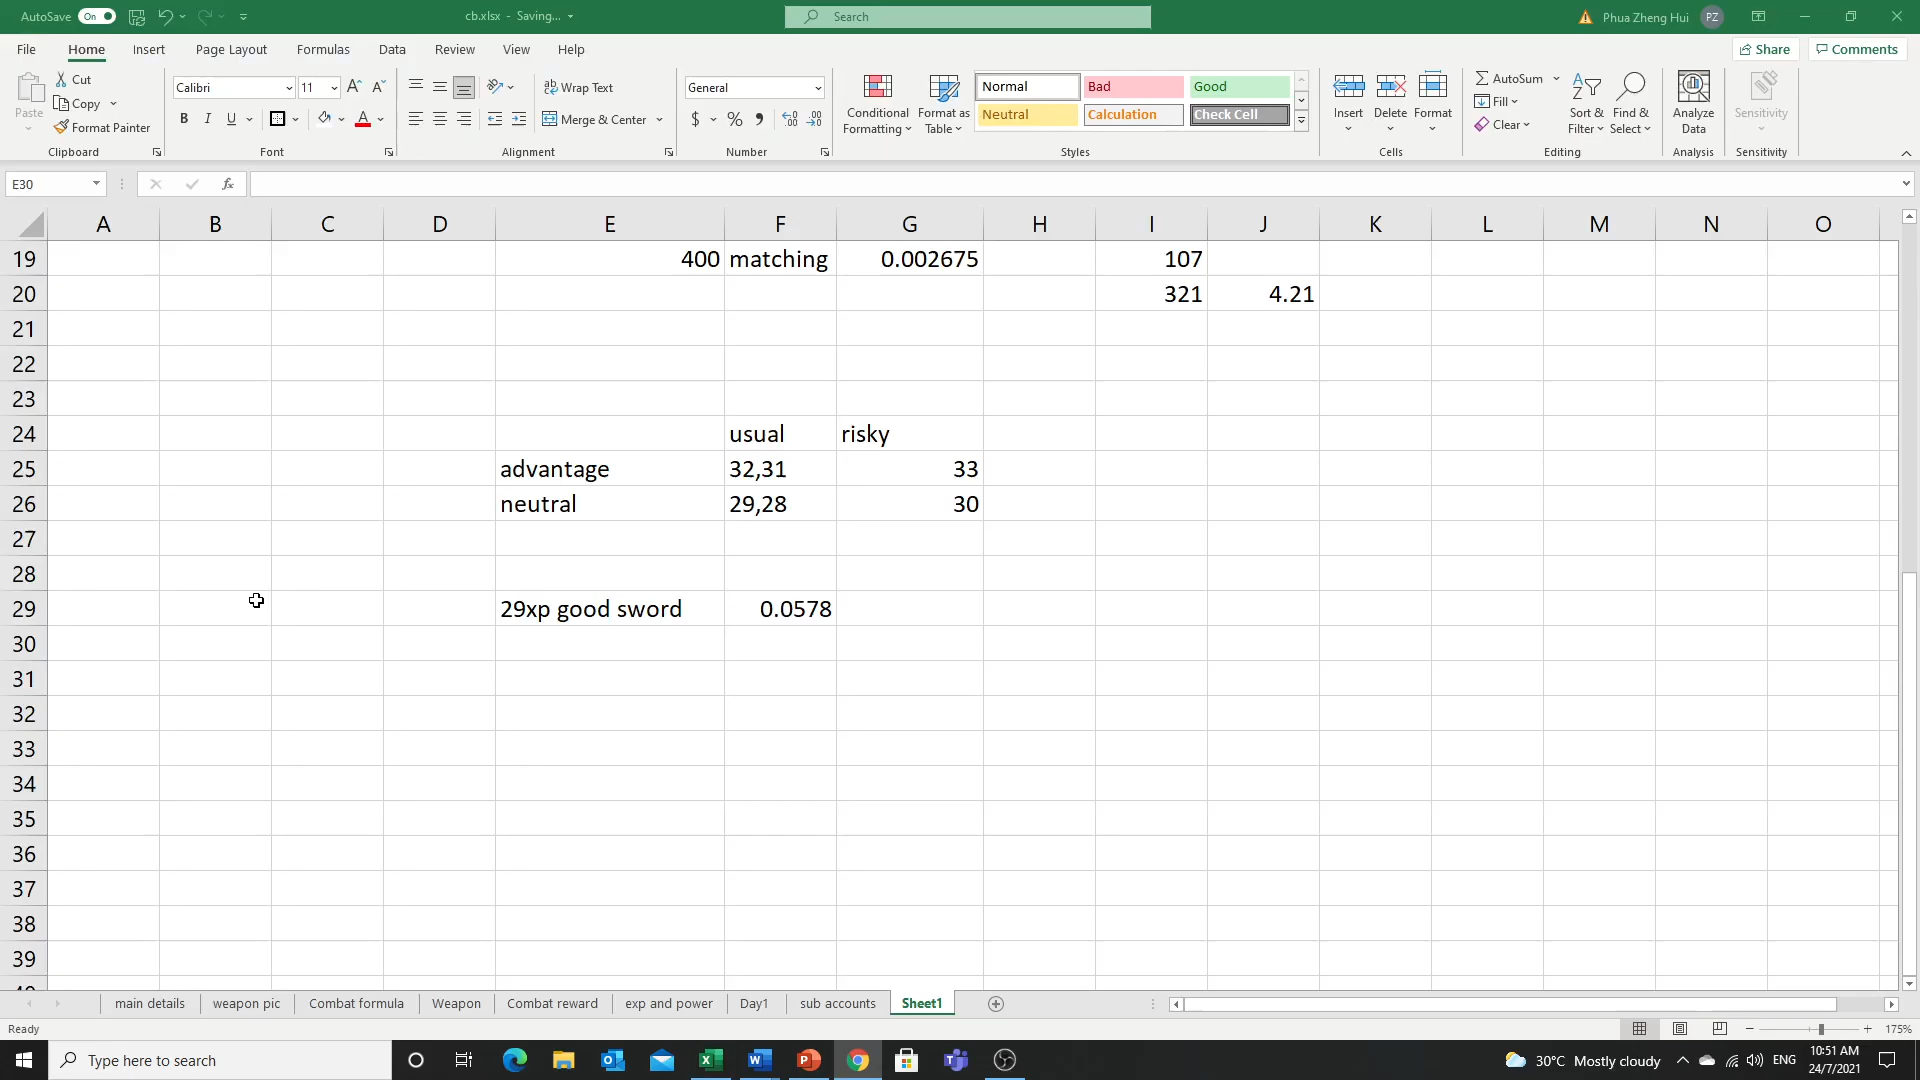 AutoSave On cb.xlsx - Saving... Search Phua Zheng Hui PZ
File Home Insert Page Layout Formulas Data Review View Help Share Comments
Paste Cut Copy Format Painter Clipboard
Calibri 11 B I U A Font
Wrap Text Merge & Center Alignment
General $ % Number
Conditional Formatting Format as Table
Normal Bad Good
Neutral Calculation Check Cell
Styles
Insert Delete Format Cells
AutoSum Fill Clear Sort & Filter Find & Select Editing
Analyze Data Analysis
Sensitivity Sensitivity
E30 fx
A B C D E F G H I J K L M N O
19 400 matching 0.002675 107
20 321 4.21
21
22
23
24 usual risky
25 advantage 32,31 33
26 neutral 29,28 30
27
28
29 29xp good sword 0.0578
30
31
32
33
34
35
36
37
38
39
main details weapon pic Combat formula Weapon Combat reward exp and power Day1 sub accounts Sheet1
Ready 175%
Type here to search 30°C Mostly cloudy ENG 10:51 AM
24/7/2021